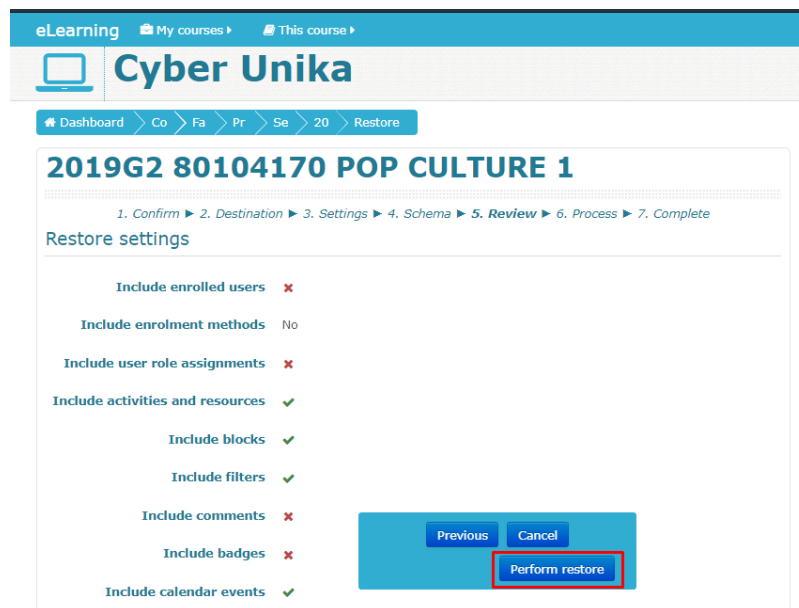 eLearning My courses This course
Cyber Unika
Dashboard Co Fa Pr Se 20 Restore
2019G2 80104170 POP CULTURE 1
1. Confirm ► 2. Destination ► 3. Settings ► 4. Schema ► 5. Review ► 6. Process ► 7. Complete
Restore settings
Include enrolled users
Include enrolment methods No
Include user role assignments
Include activities and resources
Include blocks
Include filters
Include comments
Include badges
Include calendar events
Previous Cancel
Perform restore